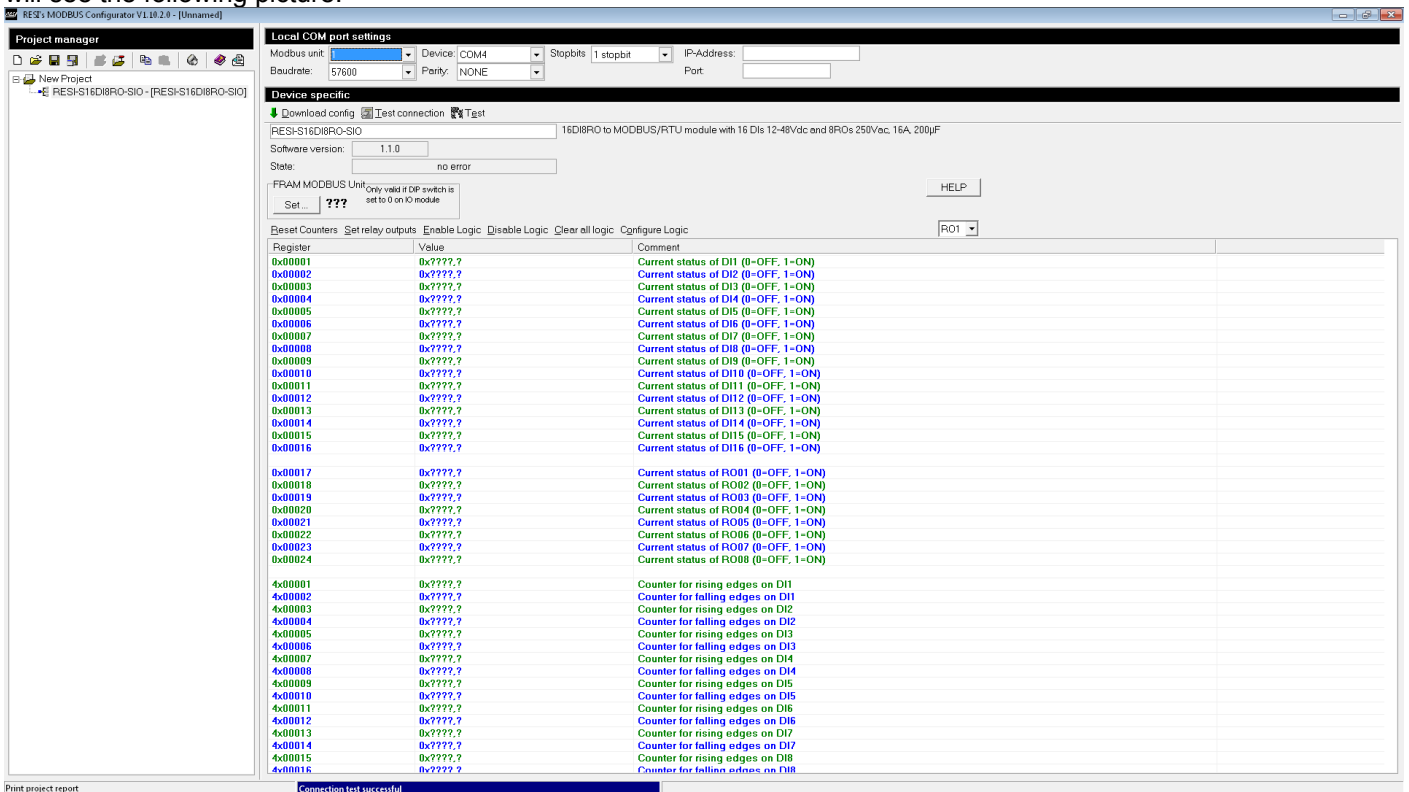 will see the following picture:
RESI's MODBUS Configurator V1.10.2.0 - [Unnamed]
Project manager
New Project
RESI-S16DI8RO-SIO - [RESI-S16DI8RO-SIO]
Local COM port settings
Modbus unit: 1 Device: COM4 Stopbits 1 stopbit IP-Address:
Baudrate: 57600 Parity: NONE Port:
Device specific
Download config Test connection Test
RESI-S16DI8RO-SIO 16DI8RO to MODBUS/RTU module with 16 DIs 12-48Vdc and 8ROs 250Vac, 16A, 200µF
Software version: 1.1.0
State: no error
FRAM MODBUS Unit
Set... ??? Only valid if DIP switch is
set to 0 on IO module
HELP
Reset Counters Set relay outputs Enable Logic Disable Logic Clear all logic Configure Logic RO1
Register Value Comment
0x00001 0x????,? Current status of DI1 (0=OFF, 1=ON)
0x00002 0x????,? Current status of DI2 (0=OFF, 1=ON)
0x00003 0x????,? Current status of DI3 (0=OFF, 1=ON)
0x00004 0x????,? Current status of DI4 (0=OFF, 1=ON)
0x00005 0x????,? Current status of DI5 (0=OFF, 1=ON)
0x00006 0x????,? Current status of DI6 (0=OFF, 1=ON)
0x00007 0x????,? Current status of DI7 (0=OFF, 1=ON)
0x00008 0x????,? Current status of DI8 (0=OFF, 1=ON)
0x00009 0x????,? Current status of DI9 (0=OFF, 1=ON)
0x00010 0x????,? Current status of DI10 (0=OFF, 1=ON)
0x00011 0x????,? Current status of DI11 (0=OFF, 1=ON)
0x00012 0x????,? Current status of DI12 (0=OFF, 1=ON)
0x00013 0x????,? Current status of DI13 (0=OFF, 1=ON)
0x00014 0x????,? Current status of DI14 (0=OFF, 1=ON)
0x00015 0x????,? Current status of DI15 (0=OFF, 1=ON)
0x00016 0x????,? Current status of DI16 (0=OFF, 1=ON)
0x00017 0x????,? Current status of RO01 (0=OFF, 1=ON)
0x00018 0x????,? Current status of RO02 (0=OFF, 1=ON)
0x00019 0x????,? Current status of RO03 (0=OFF, 1=ON)
0x00020 0x????,? Current status of RO04 (0=OFF, 1=ON)
0x00021 0x????,? Current status of RO05 (0=OFF, 1=ON)
0x00022 0x????,? Current status of RO06 (0=OFF, 1=ON)
0x00023 0x????,? Current status of RO07 (0=OFF, 1=ON)
0x00024 0x????,? Current status of RO08 (0=OFF, 1=ON)
4x00001 0x????,? Counter for rising edges on DI1
4x00002 0x????,? Counter for falling edges on DI1
4x00003 0x????,? Counter for rising edges on DI2
4x00004 0x????,? Counter for falling edges on DI2
4x00005 0x????,? Counter for rising edges on DI3
4x00006 0x????,? Counter for falling edges on DI3
4x00007 0x????,? Counter for rising edges on DI4
4x00008 0x????,? Counter for falling edges on DI4
4x00009 0x????,? Counter for rising edges on DI5
4x00010 0x????,? Counter for falling edges on DI5
4x00011 0x????,? Counter for rising edges on DI6
4x00012 0x????,? Counter for falling edges on DI6
4x00013 0x????,? Counter for rising edges on DI7
4x00014 0x????,? Counter for falling edges on DI7
4x00015 0x????,? Counter for rising edges on DI8
4x00016 0x????,? Counter for falling edges on DI8
Print project report Connection test successful